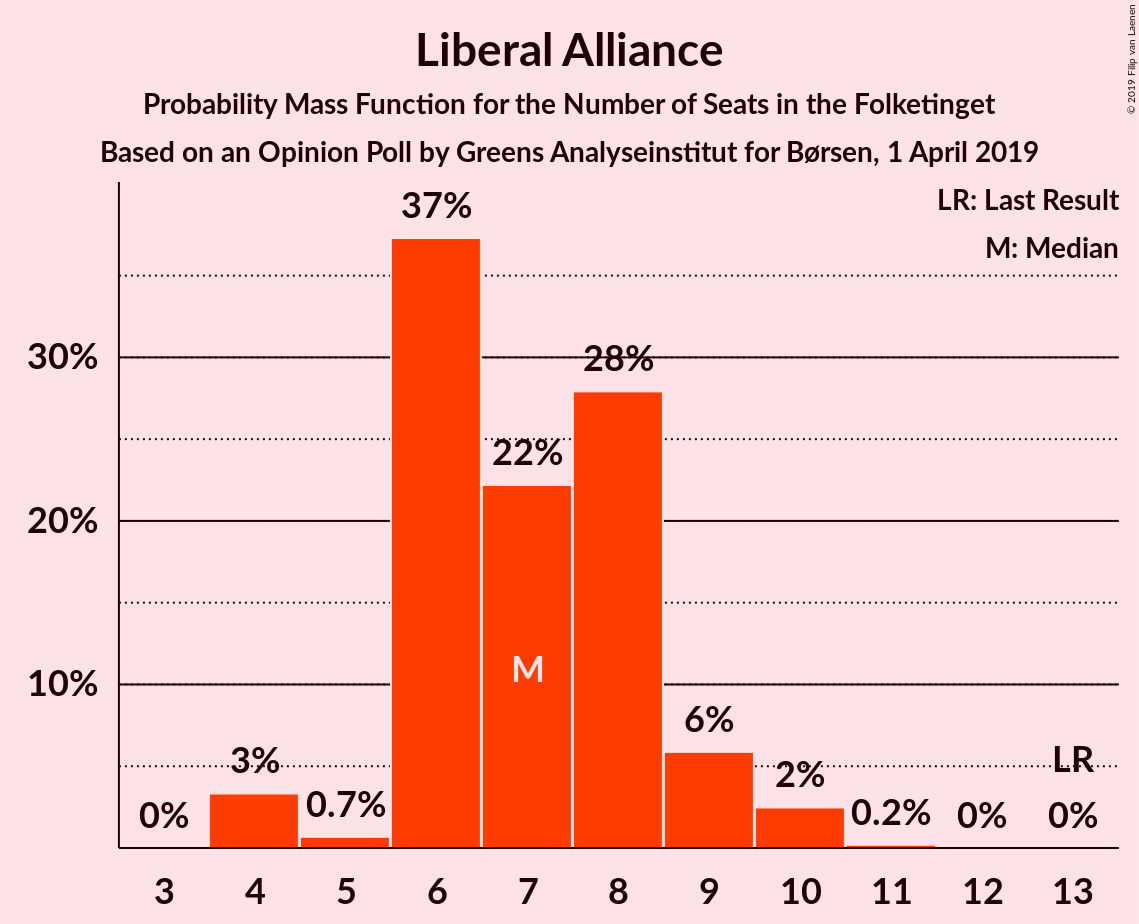 Liberal Alliance
Probability Mass Function for the Number of Seats in the Folketinget
Based on an Opinion Poll by Greens Analyseinstitut for Børsen, 1 April 2019
© 2019 Filip van Laenen
LR: Last Result
M: Median
37%
30%
28%
22%
20%
10%
M
6%
3%
2%
LR
0%
0.7%
0.2%
0%
0%
3 4 5 6 7 8 9 10 11 12 13